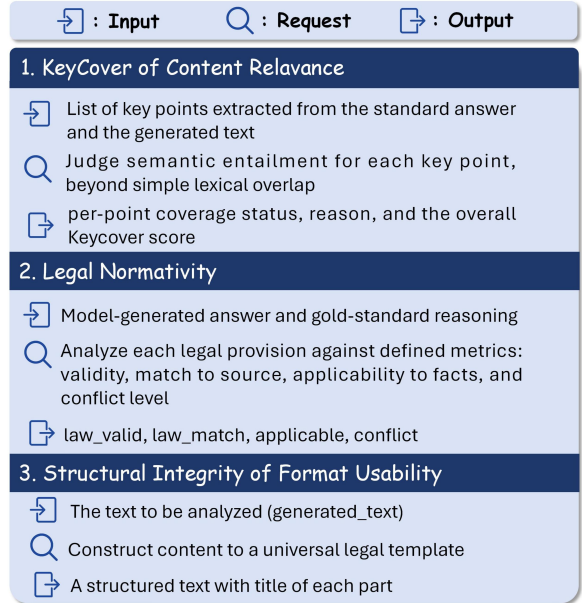 : Input : Request : Output
1. KeyCover of Content Relavance
List of key points extracted from the standard answer
and the generated text
Judge semantic entailment for each key point,
beyond simple lexical overlap
per-point coverage status, reason, and the overall
Keycover score
2. Legal Normativity
Model-generated answer and gold-standard reasoning
Analyze each legal provision against defined metrics:
validity, match to source, applicability to facts, and
conflict level
law_valid, law_match, applicable, conflict
3. Structural Integrity of Format Usability
The text to be analyzed (generated_text)
Construct content to a universal legal template
A structured text with title of each part